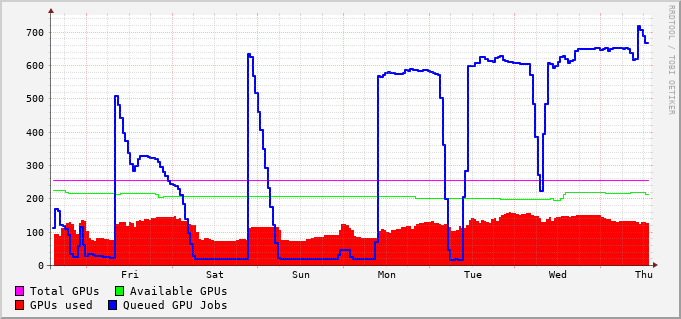 700
600
500
400
300
200
100
0
Fri Sat Sun Mon Tue Wed Thu
Total GPUs Available GPUs
GPUs used Queued GPU Jobs
RRDTOOL / TOBI OETIKER